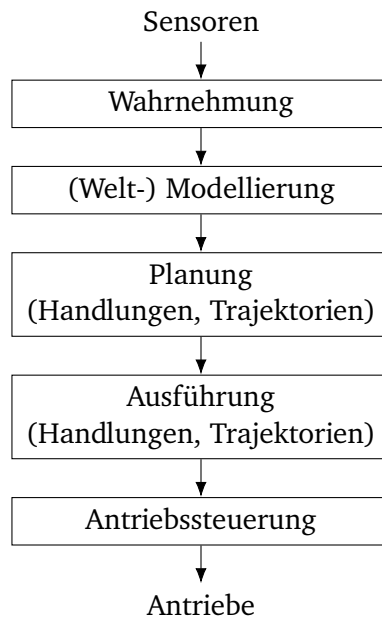 Sensoren
Wahrnehmung
(Welt-) Modellierung
Planung
(Handlungen, Trajektorien)
Ausführung
(Handlungen, Trajektorien)
Antriebssteuerung
Antriebe